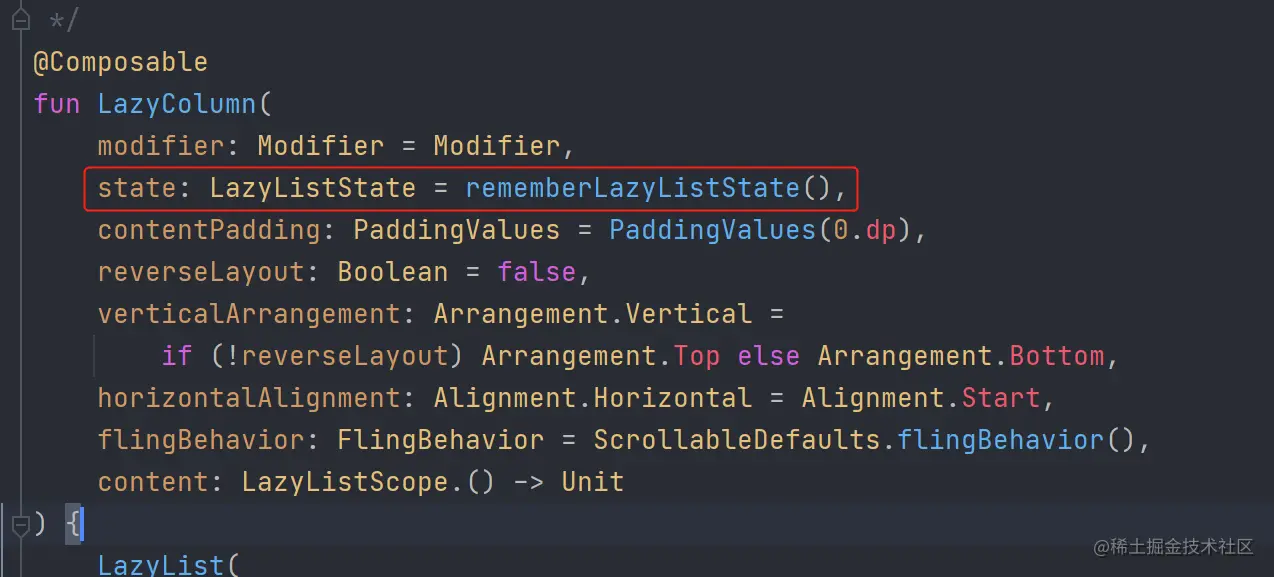 */
@Composable
fun LazyColumn(
    modifier: Modifier = Modifier,
    state: LazyListState = rememberLazyListState(),
    contentPadding: PaddingValues = PaddingValues(0.dp),
    reverseLayout: Boolean = false,
    verticalArrangement: Arrangement.Vertical =
        if (!reverseLayout) Arrangement.Top else Arrangement.Bottom,
    horizontalAlignment: Alignment.Horizontal = Alignment.Start,
    flingBehavior: FlingBehavior = ScrollableDefaults.flingBehavior(),
    content: LazyListScope.() -> Unit
) {
    LazyList(
@稀土掘金技术社区